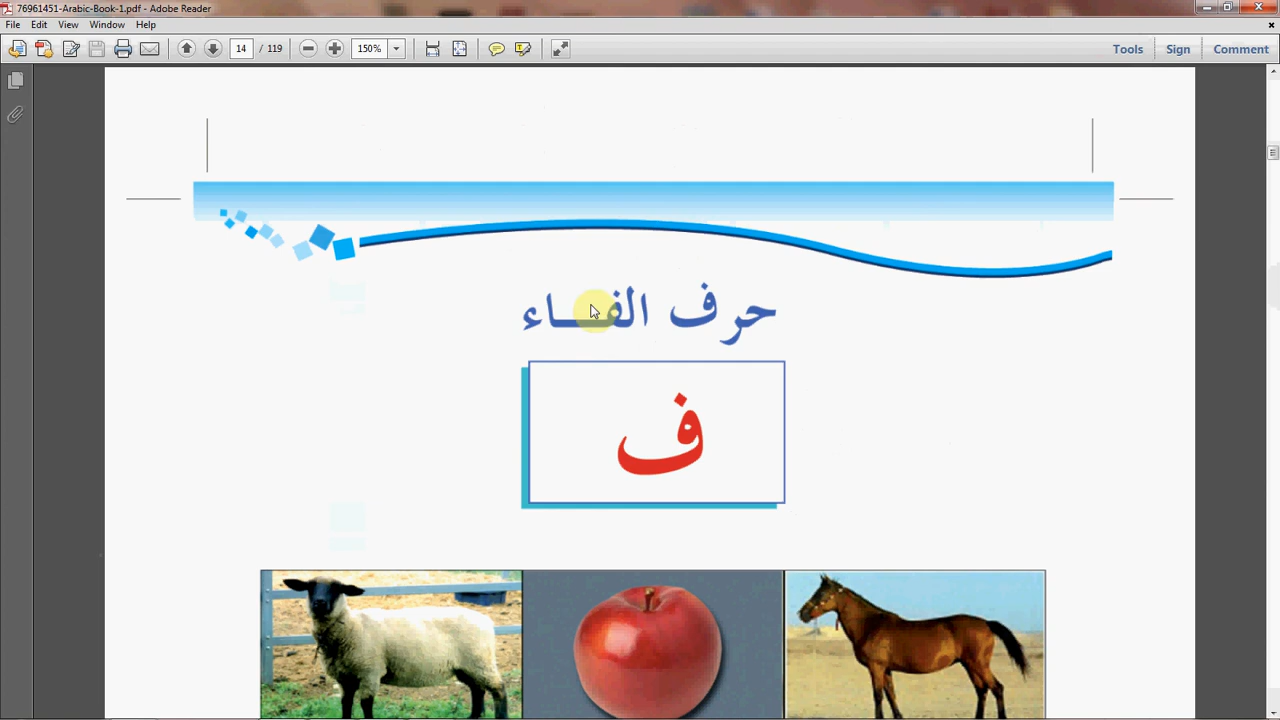 76961451-Arabic-Book-1.pdf - Adobe Reader
File Edit View Window Help
14 / 119 150% Tools Sign Comment
حرف الفـــاء
ف